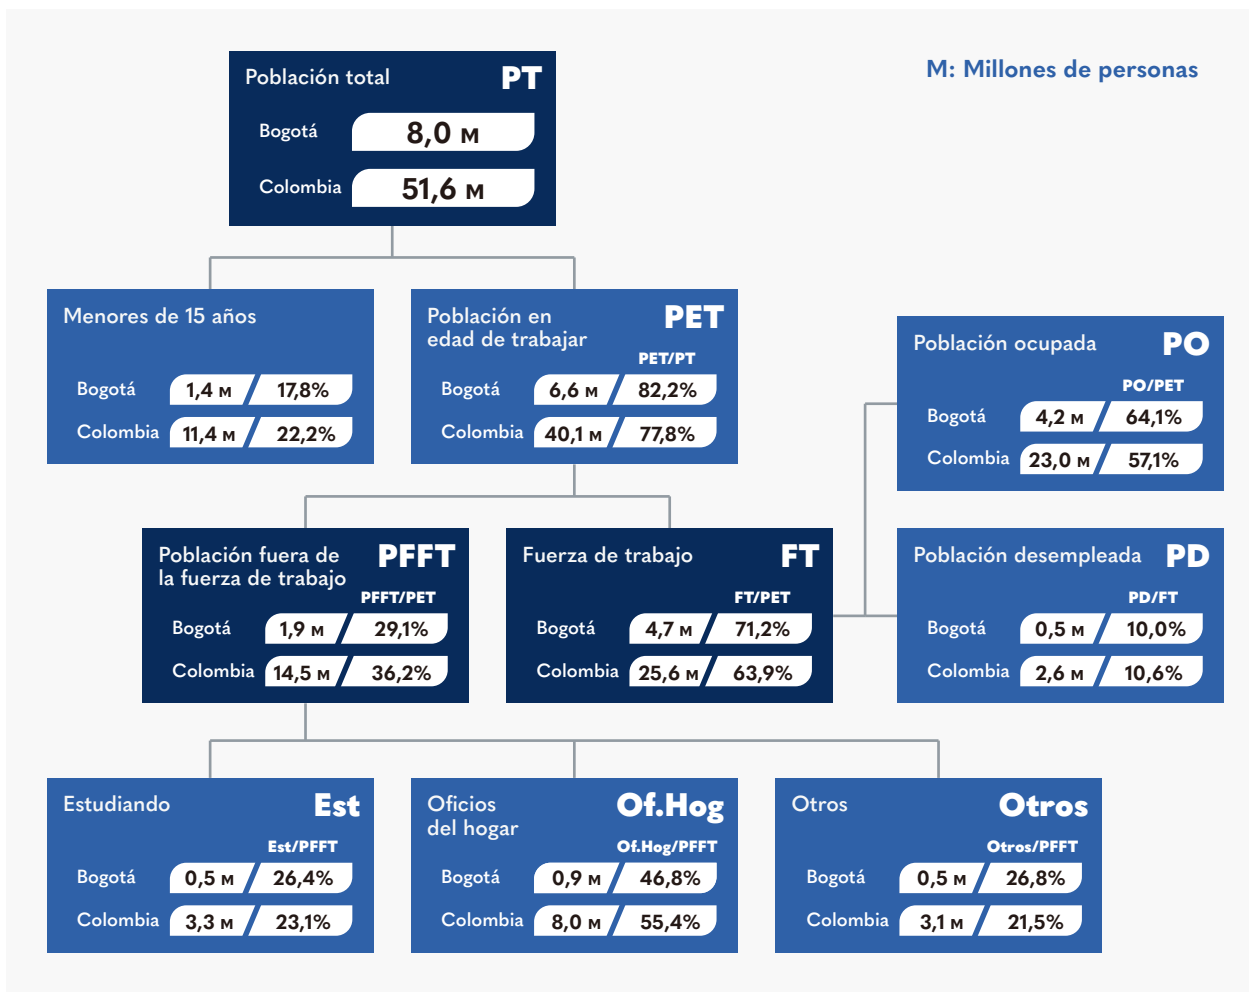 Población total PT
M: Millones de personas
Bogotá 8,0 M
Colombia 51,6 M
Menores de 15 años
Bogotá 1,4 M 17,8%
Colombia 11,4 M 22,2%
Población en PET
edad de trabajar
PET/PT
Bogotá 6,6 M 82,2%
Colombia 40,1 M 77,8%
Población ocupada PO
PO/PET
Bogotá 4,2 M 64,1%
Colombia 23,0 M 57,1%
Población fuera de PFFT
la fuerza de trabajo
PFFT/PET
Bogotá 1,9 M 29,1%
Colombia 14,5 M 36,2%
Fuerza de trabajo FT
FT/PET
Bogotá 4,7 M 71,2%
Colombia 25,6 M 63,9%
Población desempleada PD
PD/FT
Bogotá 0,5 M 10,0%
Colombia 2,6 M 10,6%
Estudiando Est
Est/PFFT
Bogotá 0,5 M 26,4%
Colombia 3,3 M 23,1%
Oficios Of.Hog
del hogar
Of.Hog/PFFT
Bogotá 0,9 M 46,8%
Colombia 8,0 M 55,4%
Otros Otros
Otros/PFFT
Bogotá 0,5 M 26,8%
Colombia 3,1 M 21,5%